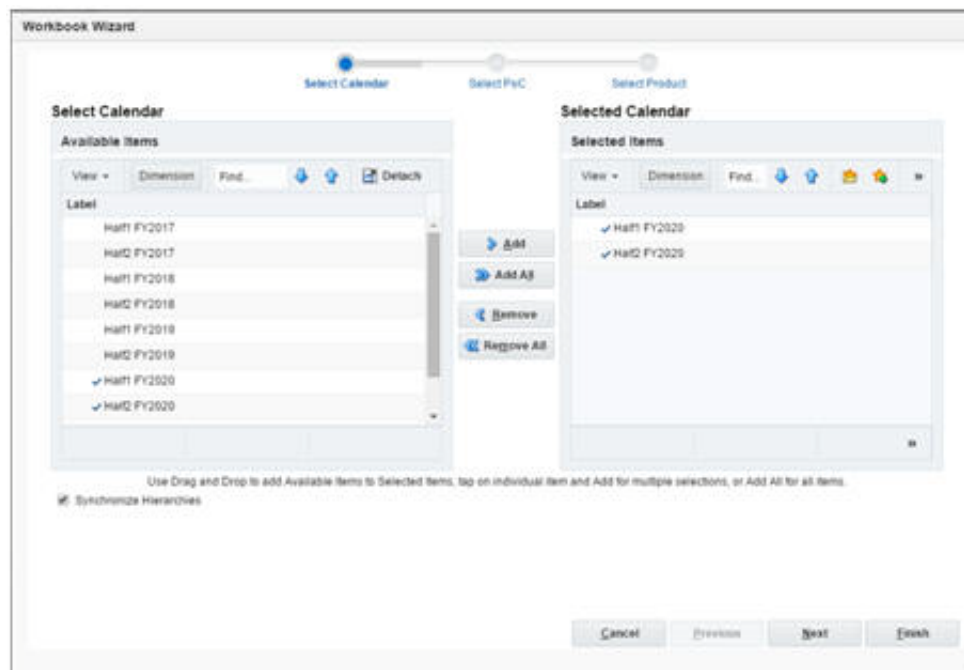 Workbook Wizard
Select Calendar Select PoC Select Product
Select Calendar
Available Items
View Dimension Find... Detach
Label
Half1 FY2017
Half2 FY2017
Half1 FY2018
Half2 FY2018
Half1 FY2019
Half2 FY2019
Half1 FY2020
Half2 FY2020
Add
Add All
Remove
Remove All
Selected Calendar
Selected Items
View Dimension Find... »
Label
Half1 FY2020
Half2 FY2020
»
Use Drag and Drop to add Available Items to Selected Items, tap on individual item and Add for multiple selections, or Add All for all items.
Synchronize Hierarchies
Cancel Previous Next Finish